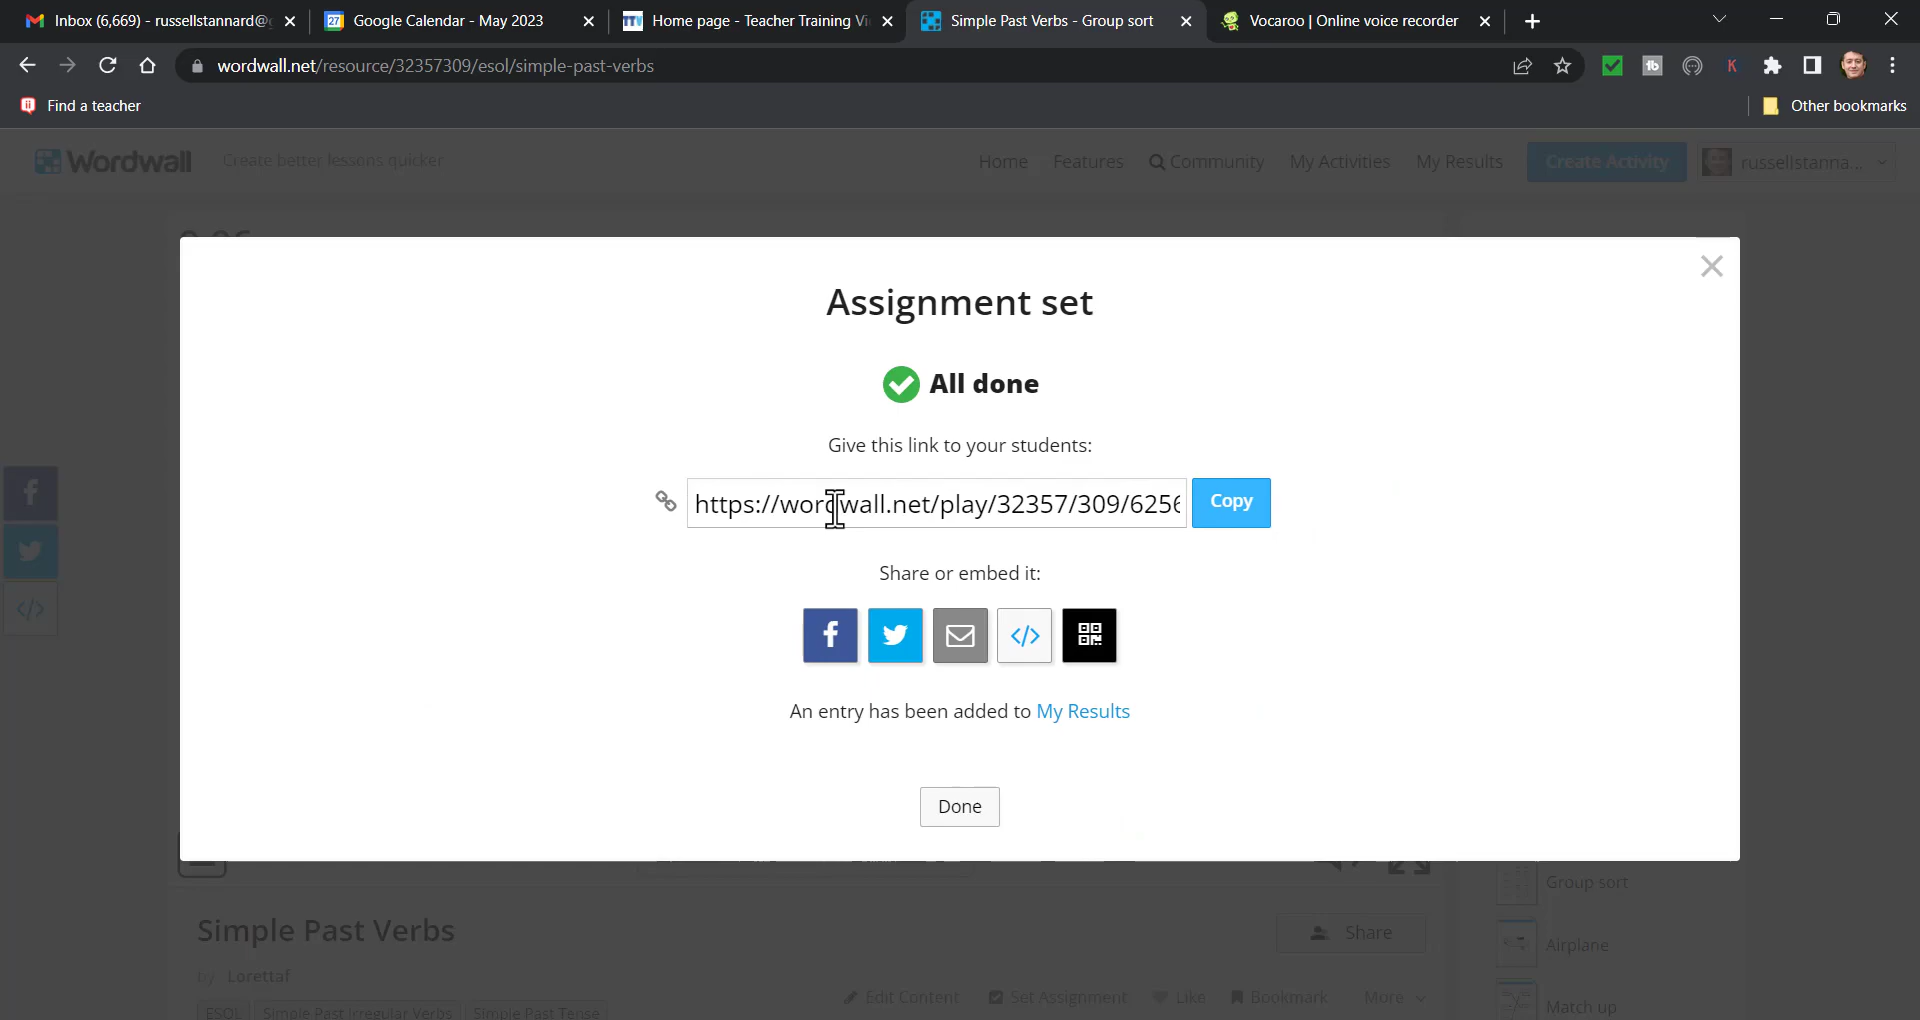 Inbox (6,669) - russellstannard@g
Google Calendar - May 2023
Home page - Teacher Training Vi
Simple Past Verbs - Group sort
Vocaroo | Online voice recorder
wordwall.net/resource/32357309/esol/simple-past-verbs
Find a teacher
Other bookmarks
Wordwall
Create better lessons quicker
Home
Features
Community
My Activities
My Results
Create Activity
russellstanna...
Assignment set
All done
Give this link to your students:
https://wordwall.net/play/32357/309/6256
Copy
Share or embed it:
An entry has been added to My Results
Done
Group sort
Simple Past Verbs
Share
Airplane
by Lorettaf
Edit Content
Set Assignment
Like
Bookmark
More
Match up
ESOL
Simple Past Irregular Verbs
Simple Past Tense